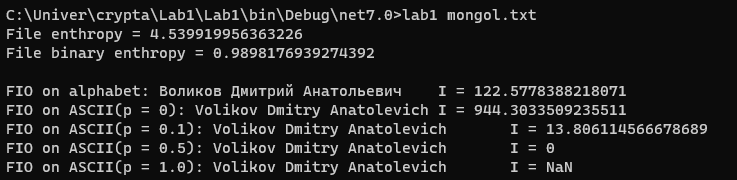 C:\Univer\crypta\Lab1\Lab1\bin\Debug\net7.0>lab1 mongol.txt
File enthropy = 4.539919956363226
File binary enthropy = 0.9898176939274392
FIO on alphabet: Воликов Дмитрий Анатольевич    I = 122.5778388218071
FIO on ASCII(p = 0): Volikov Dmitry Anatolevich I = 944.3033509235511
FIO on ASCII(p = 0.1): Volikov Dmitry Anatolevich       I = 13.806114566678689
FIO on ASCII(p = 0.5): Volikov Dmitry Anatolevich       I = 0
FIO on ASCII(p = 1.0): Volikov Dmitry Anatolevich       I = NaN